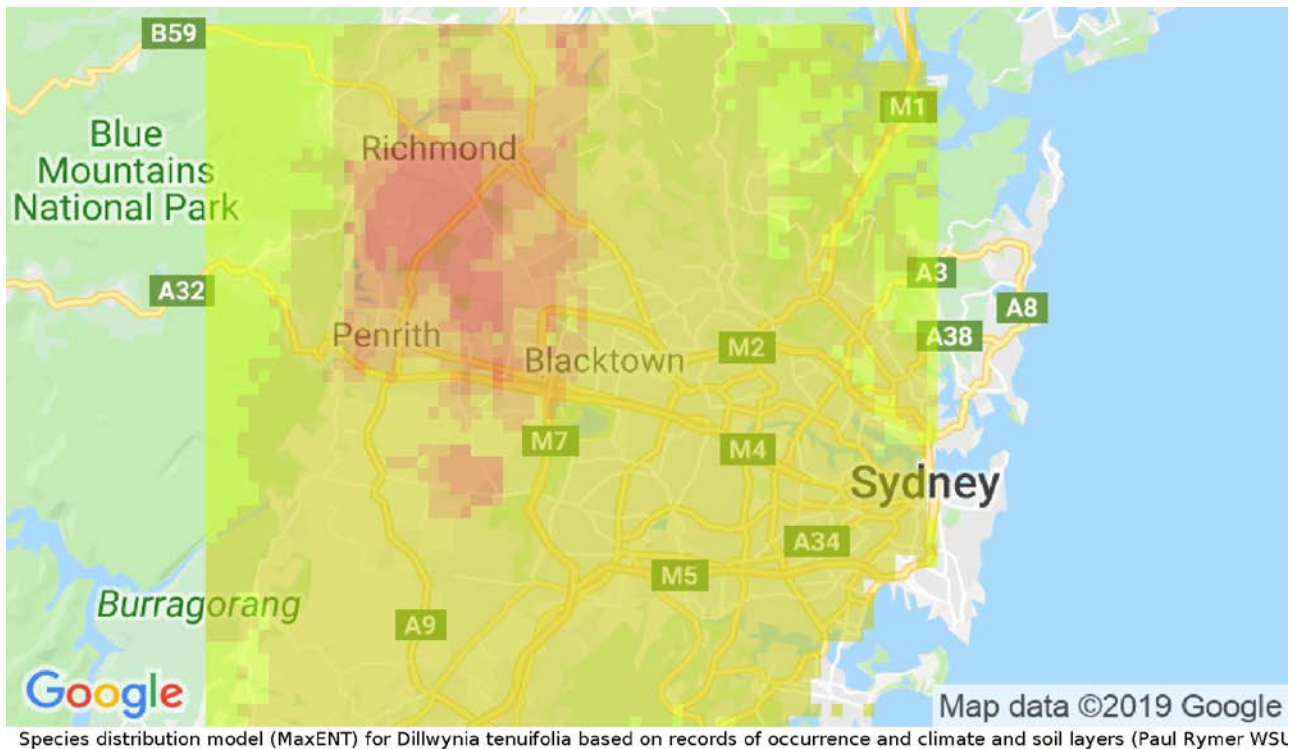 B59
M1
Blue
Mountains
National Park
Richmond
A3
A32
A8
Penrith
Blacktown
M2
A38
M7
M4
Sydney
A34
M5
Burragorang
A9
Google
Map data ©2019 Google
Species distribution model (MaxENT) for Dillwynia tenuifolia based on records of occurrence and climate and soil layers (Paul Rymer WSU